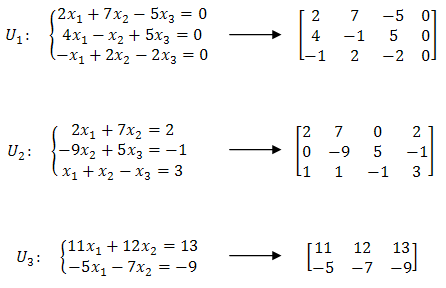 2x₁ + 7x₂ − 5x₃ = 0 2 7 −5 0
U₁: 4x₁ − x₂ + 5x₃ = 0 4 −1 5 0
−x₁ + 2x₂ − 2x₃ = 0 −1 2 −2 0
2x₁ + 7x₂ = 2 2 7 0 2
U₂: −9x₂ + 5x₃ = −1 0 −9 5 −1
x₁ + x₂ − x₃ = 3 1 1 −1 3
U₃: 11x₁ + 12x₂ = 13 11 12 13
−5x₁ − 7x₂ = −9 −5 −7 −9